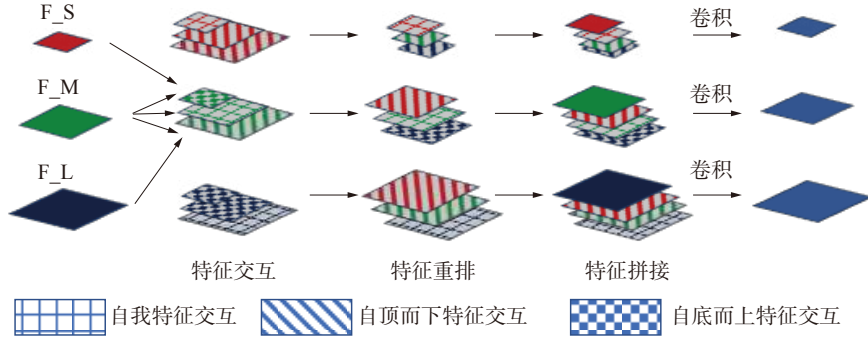 F_S
卷积
F_M
卷积
F_L
卷积
特征交互
特征重排
特征拼接
自我特征交互
自顶而下特征交互
自底而上特征交互